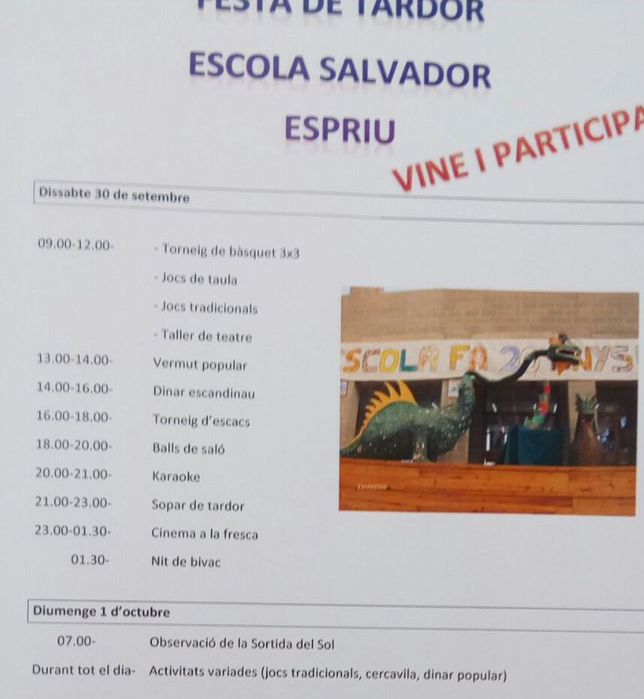 FESTA DE TARDOR
ESCOLA SALVADOR
ESPRIU
VINE I PARTICIPA
Dissabte 30 de setembre
09.00-12.00- - Torneig de bàsquet 3x3
- Jocs de taula
- Jocs tradicionals
- Taller de teatre
13.00-14.00- Vermut popular
14.00-16.00- Dinar escandinau
16.00-18.00- Torneig d'escacs
18.00-20.00- Balls de saló
20.00-21.00- Karaoke
21.00-23.00- Sopar de tardor
23.00-01.30- Cinema a la fresca
01.30- Nit de bivac
SCOLA FA 2 ANYS
Diumenge 1 d'octubre
07.00- Observació de la Sortida del Sol
Durant tot el dia- Activitats variades (jocs tradicionals, cercavila, dinar popular)